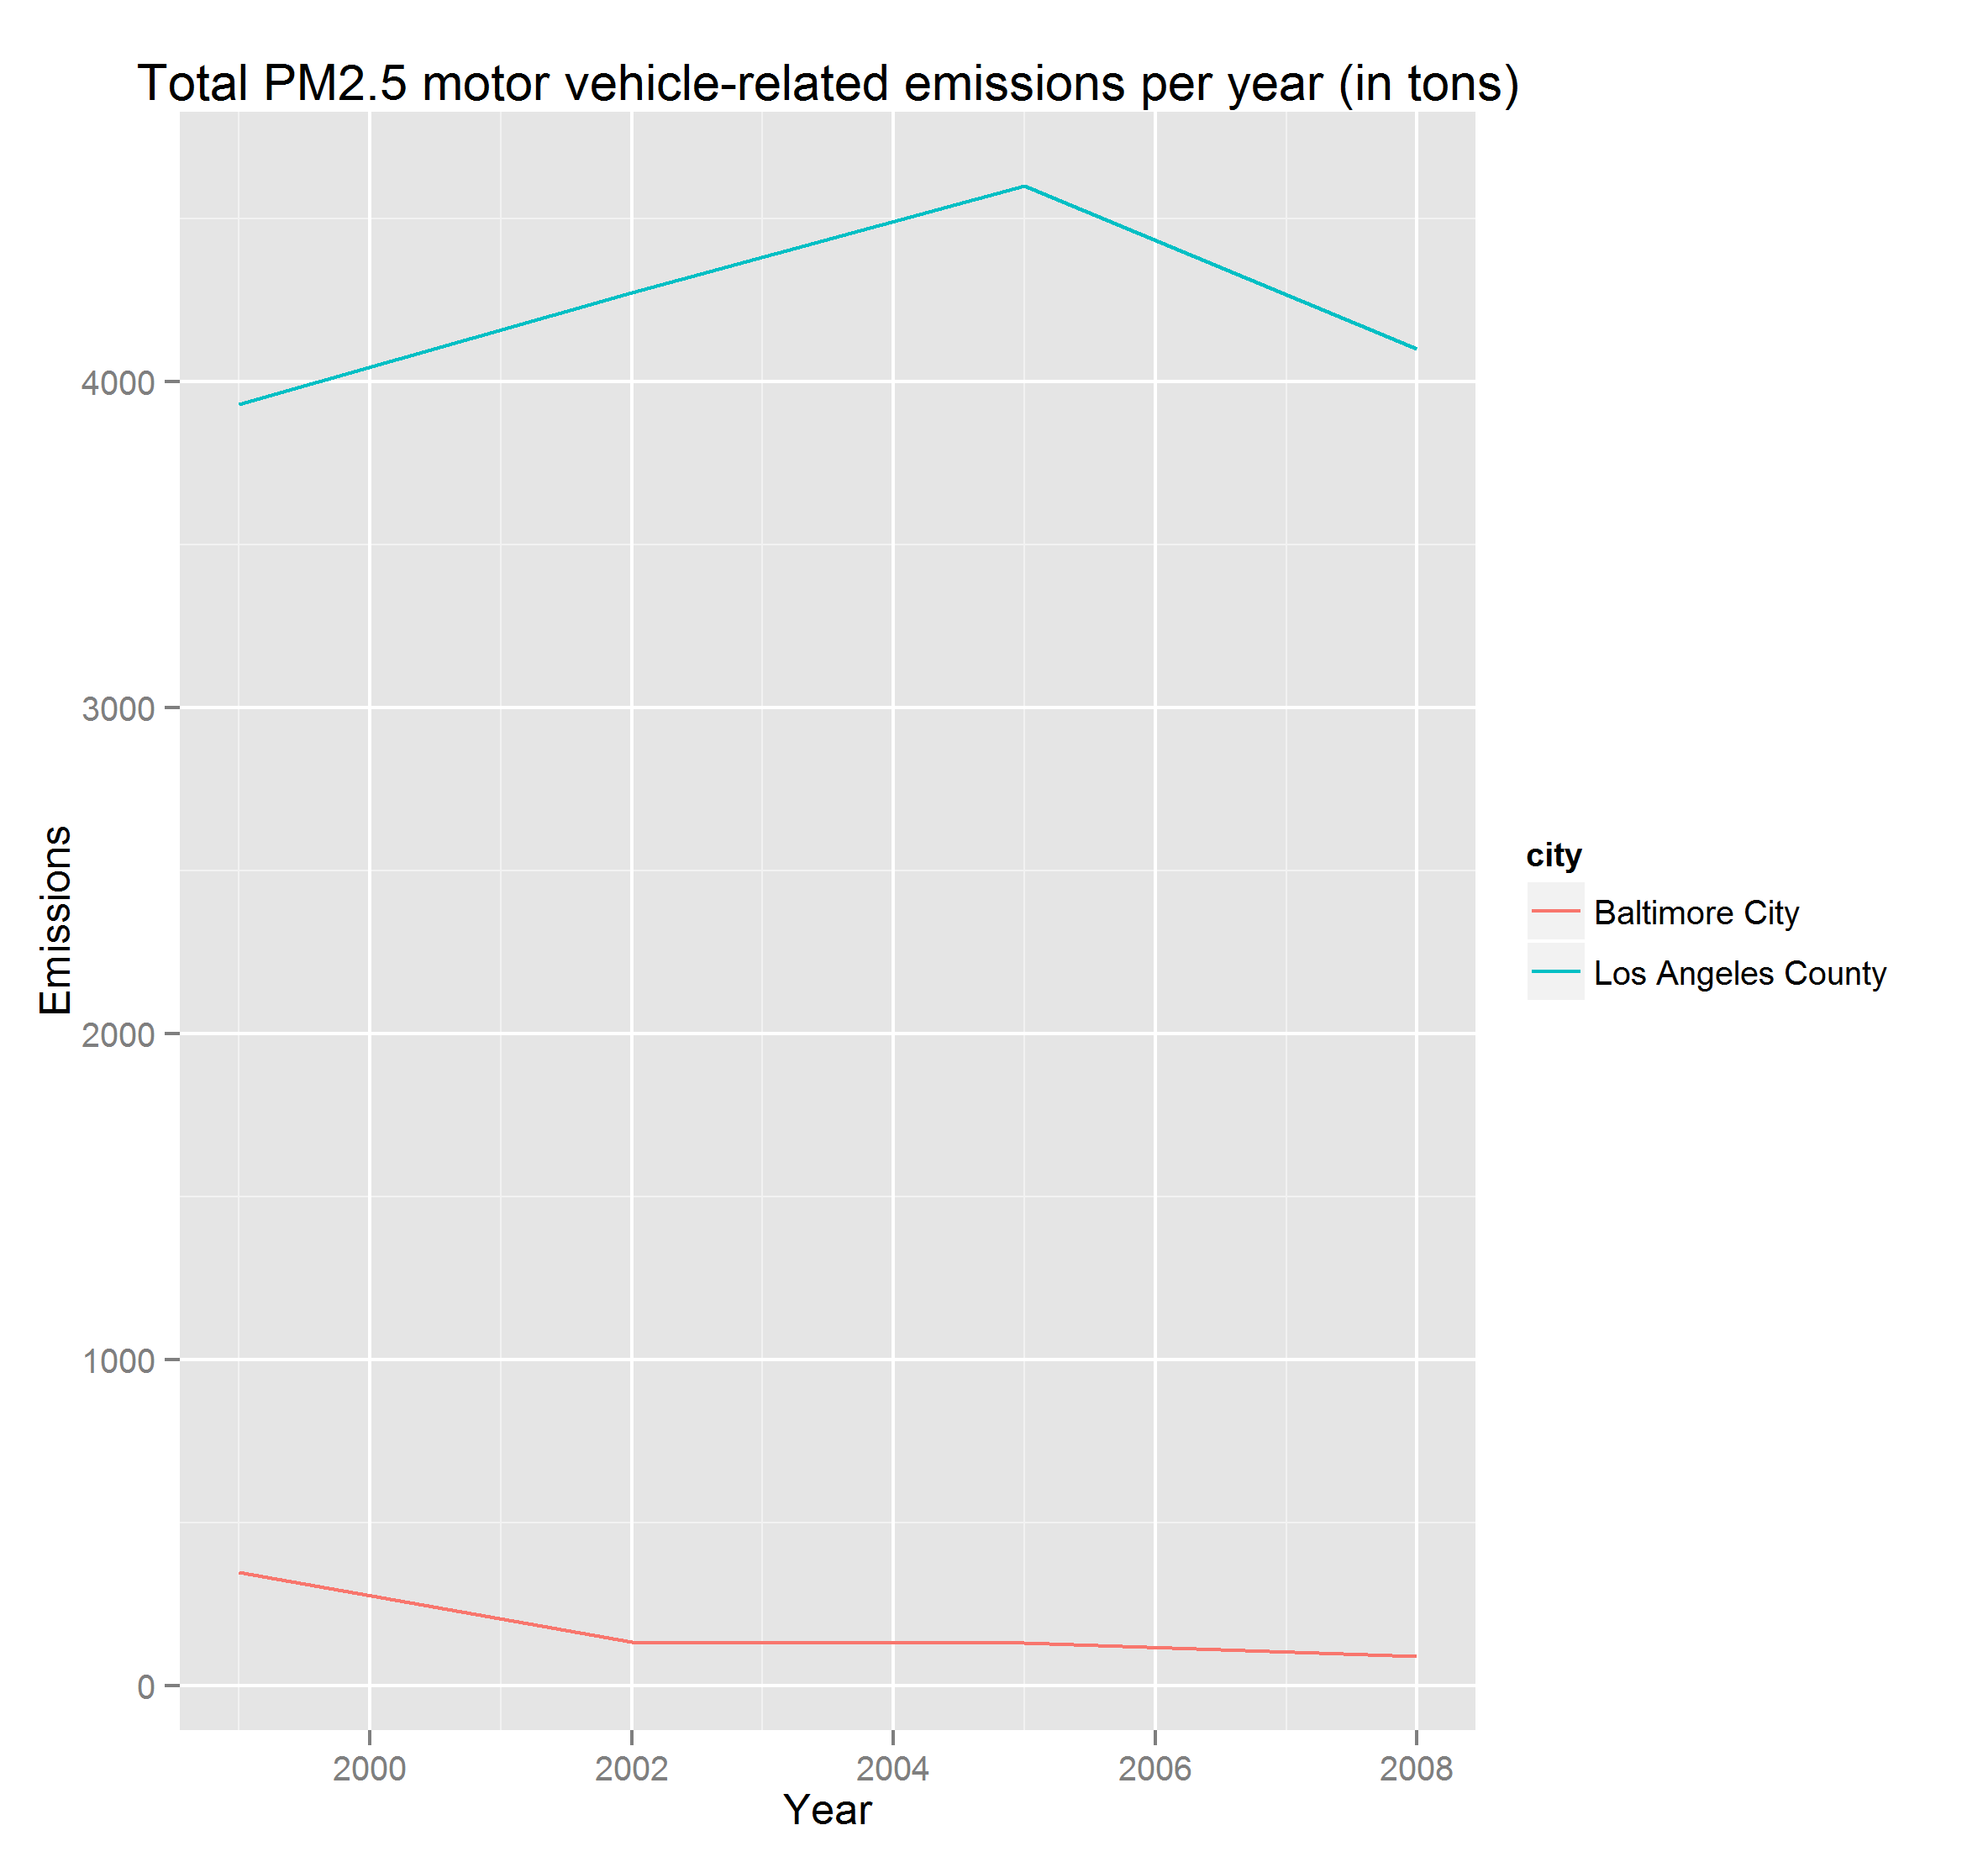 Total PM2.5 motor vehicle-related emissions per year (in tons)
4000
3000
2000
1000
0
Emissions
2000 2002 2004 2006 2008
Year
city
Baltimore City
Los Angeles County